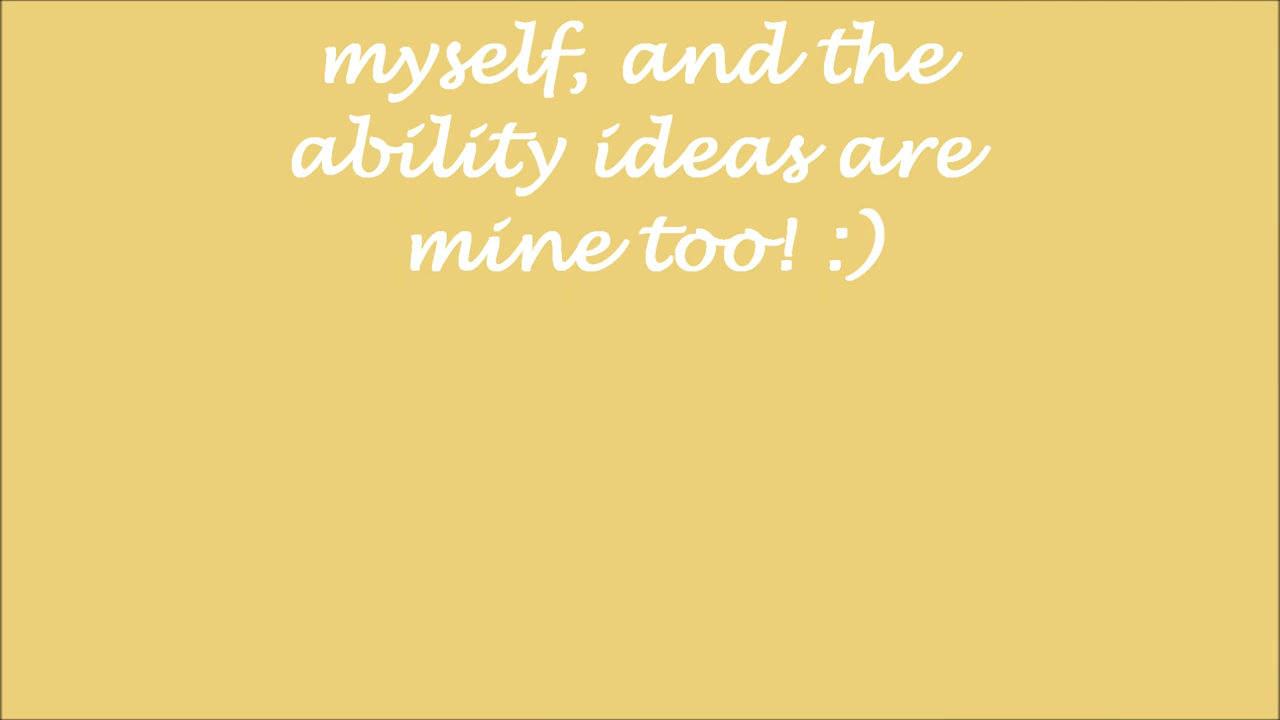 myself, and the
ability ideas are
mine too! :)